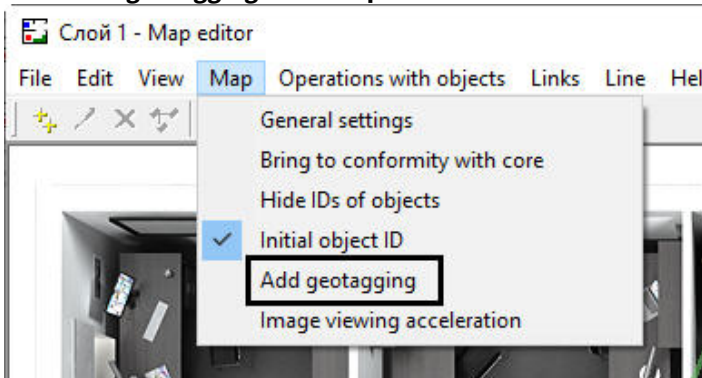 Слой 1 - Map editor
File Edit View Map Operations with objects Links Line
General settings
Bring to conformity with core
Hide IDs of objects
Initial object ID
Add geotagging
Image viewing acceleration